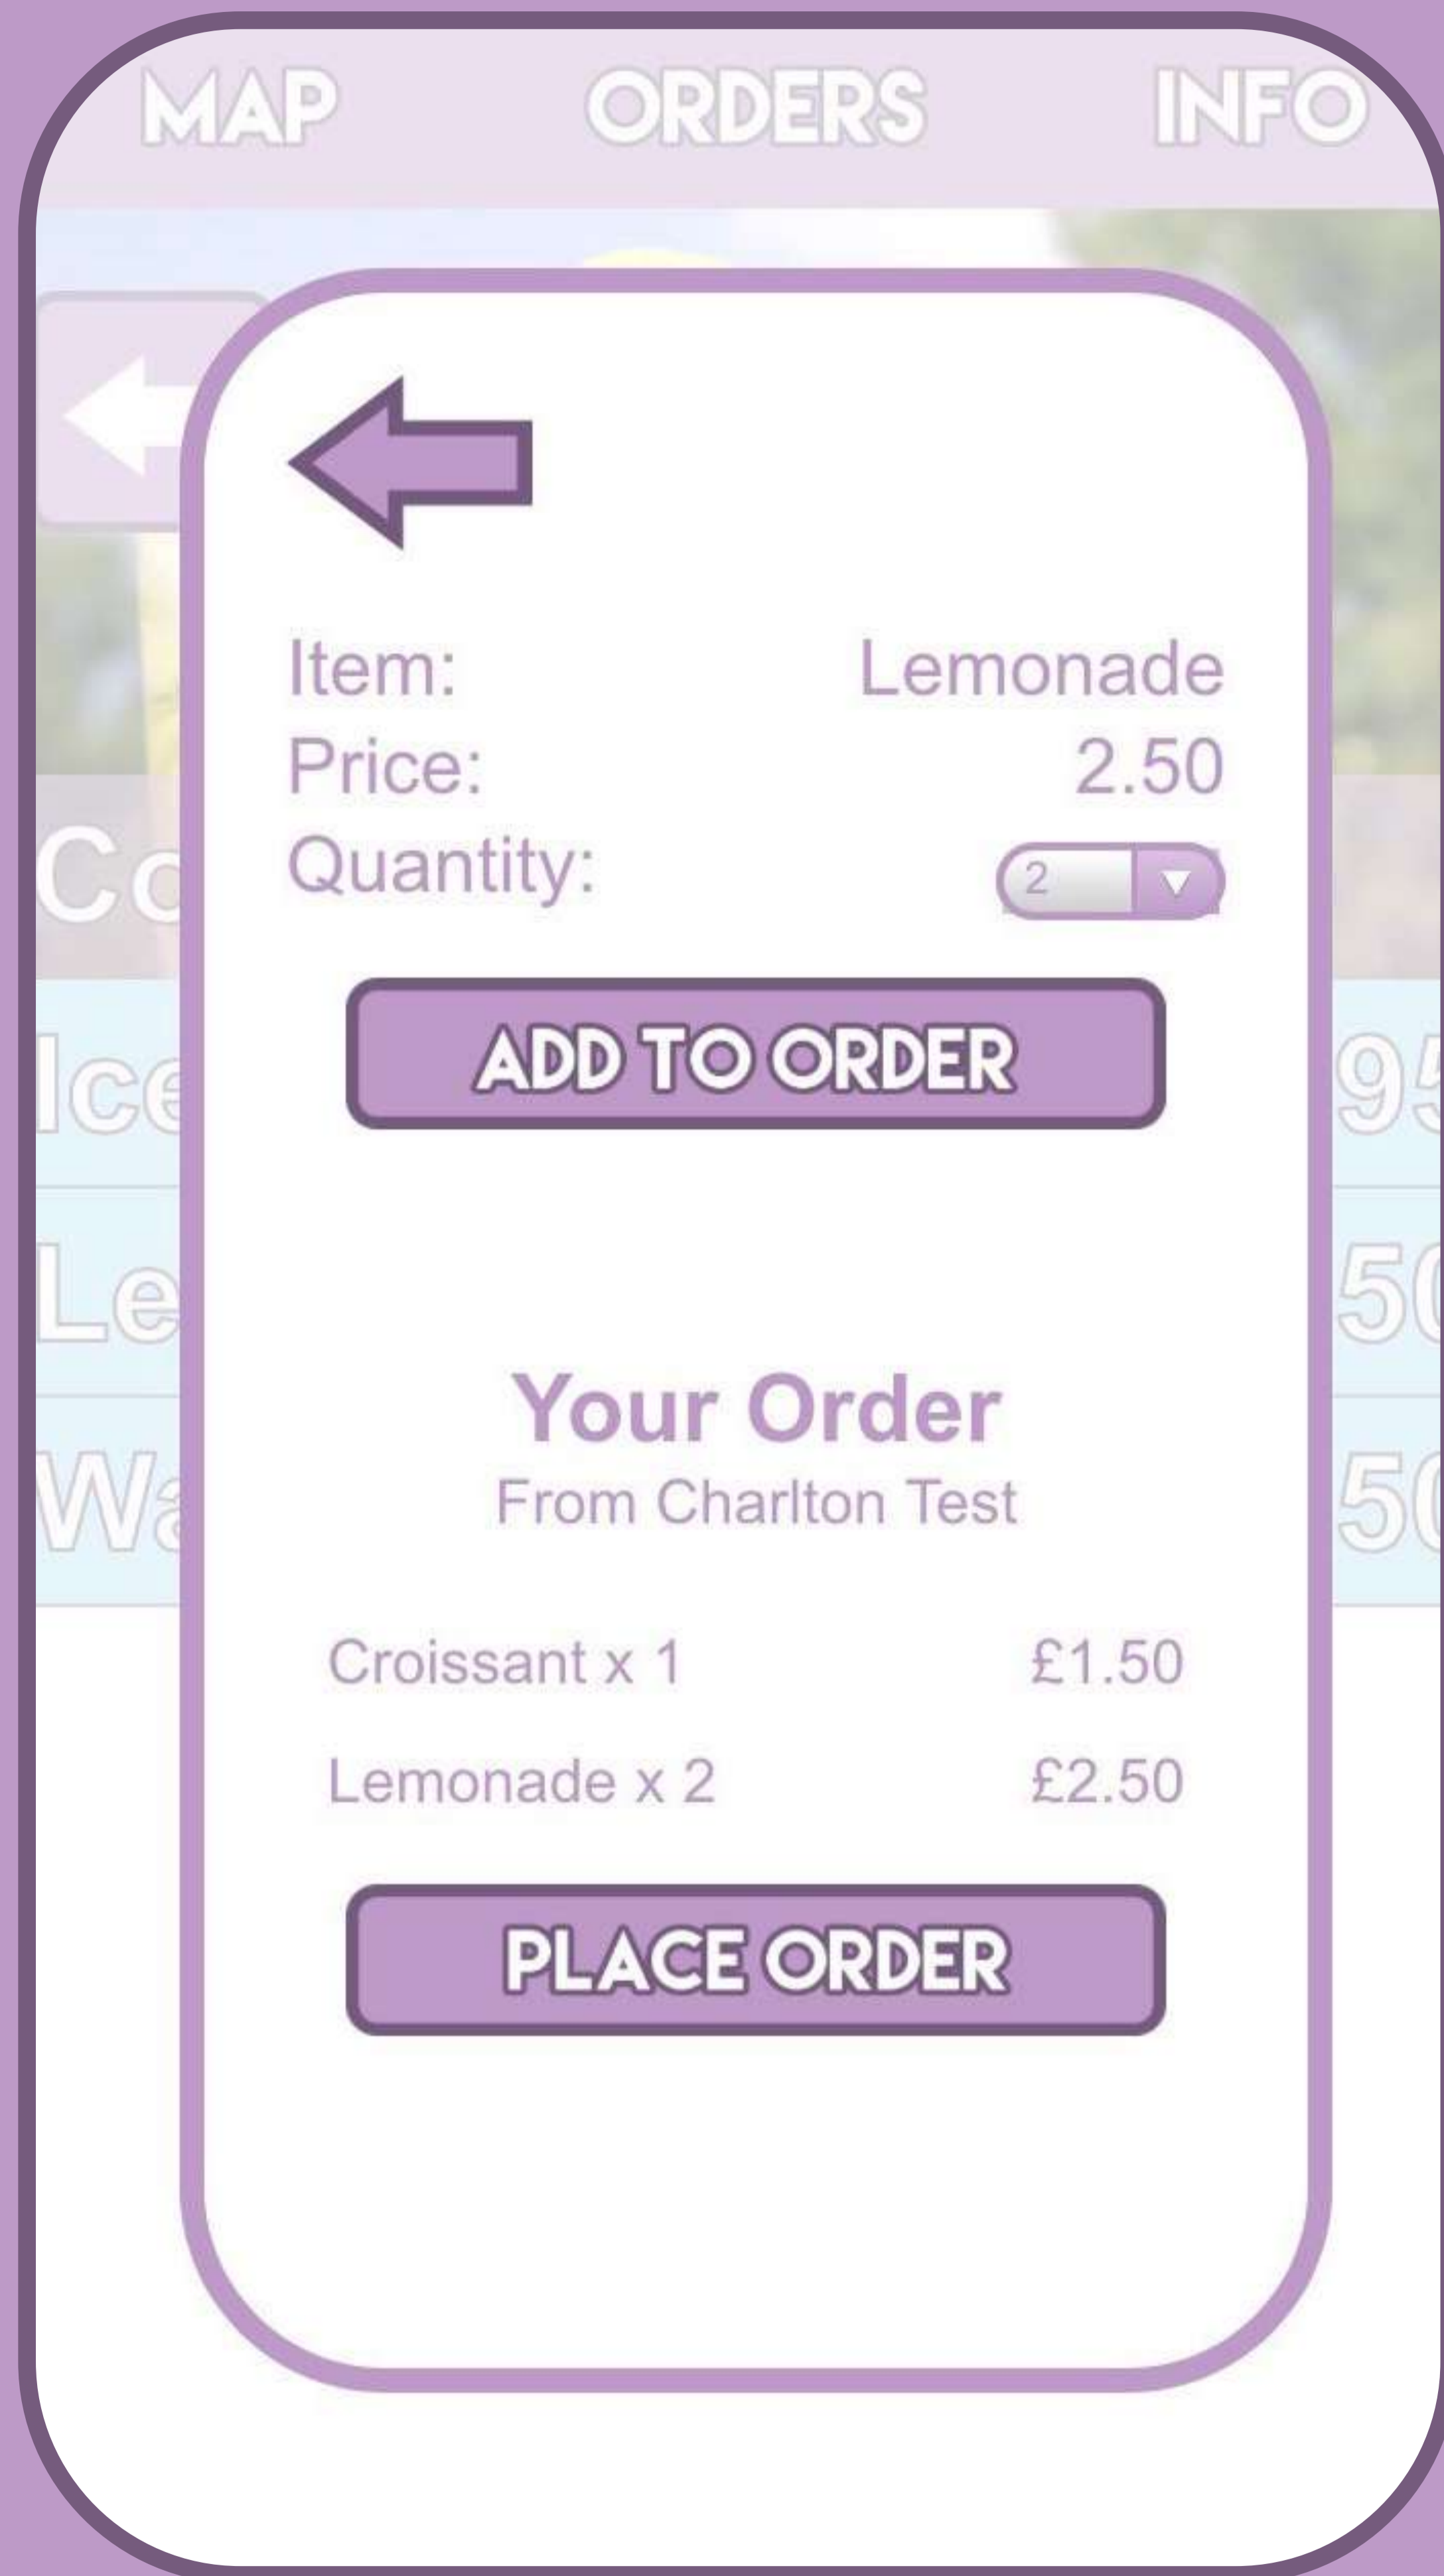 MAP ORDERS INFO
Item: Lemonade
Price: 2.50
Quantity: 2
ADD TO ORDER
Your Order
From Charlton Test
Croissant x 1 £1.50
Lemonade x 2 £2.50
PLACE ORDER